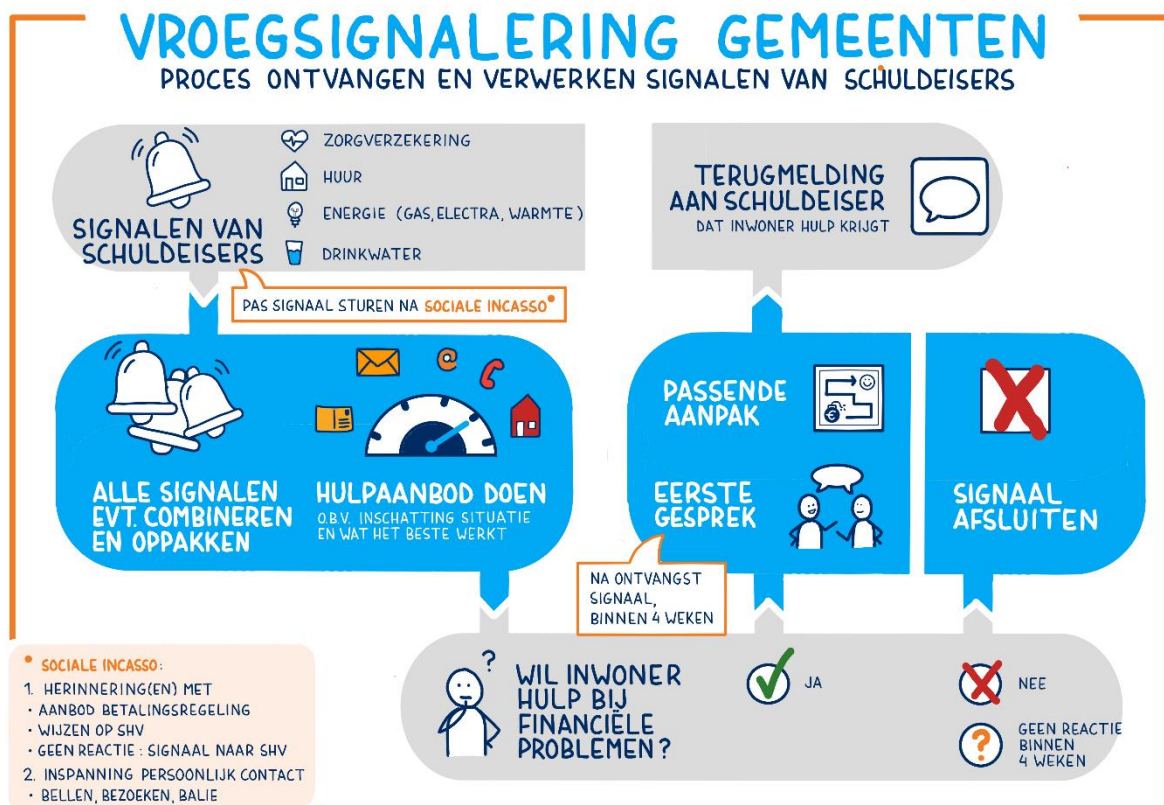 VROEGSIGNALERING GEMEENTEN
PROCES ONTVANGEN EN VERWERKEN SIGNALEN VAN SCHULDEISERS
SIGNALEN VAN
SCHULDEISERS
ZORGVERZEKERING
HUUR
ENERGIE (GAS, ELECTRA, WARMTE)
DRINKWATER
PAS SIGNAAL STUREN NA SOCIALE INCASSO•
ALLE SIGNALEN
EVT. COMBINEREN
EN OPPAKKEN
@
HULPAANBOD DOEN
O.B.V. INSCHATTING SITUATIE
EN WAT HET BESTE WERKT
?
WIL INWONER
HULP BIJ
FINANCIËLE
PROBLEMEN?
JA
NEE
?
GEEN REACTIE
BINNEN
4 WEKEN
NA ONTVANGST
SIGNAAL,
BINNEN 4 WEKEN
EERSTE
GESPREK
PASSENDE
AANPAK
€
TERUGMELDING
AAN SCHULDEISER
DAT INWONER HULP KRIJGT
SIGNAAL
AFSLUITEN
• SOCIALE INCASSO:
1. HERINNERING(EN) MET
• AANBOD BETALINGSREGELING
• WIJZEN OP SHV
• GEEN REACTIE: SIGNAAL NAAR SHV
2. INSPANNING PERSOONLIJK CONTACT
• BELLEN, BEZOEKEN, BALIE